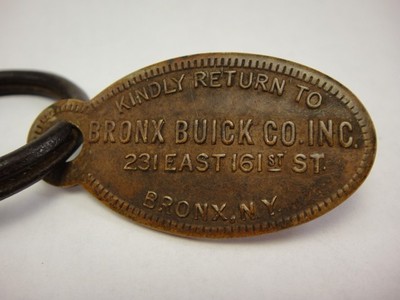 KINDLY RETURN TO
BRONX BUICK CO. INC.
231 EAST 161ST ST.
BRONX, N.Y.